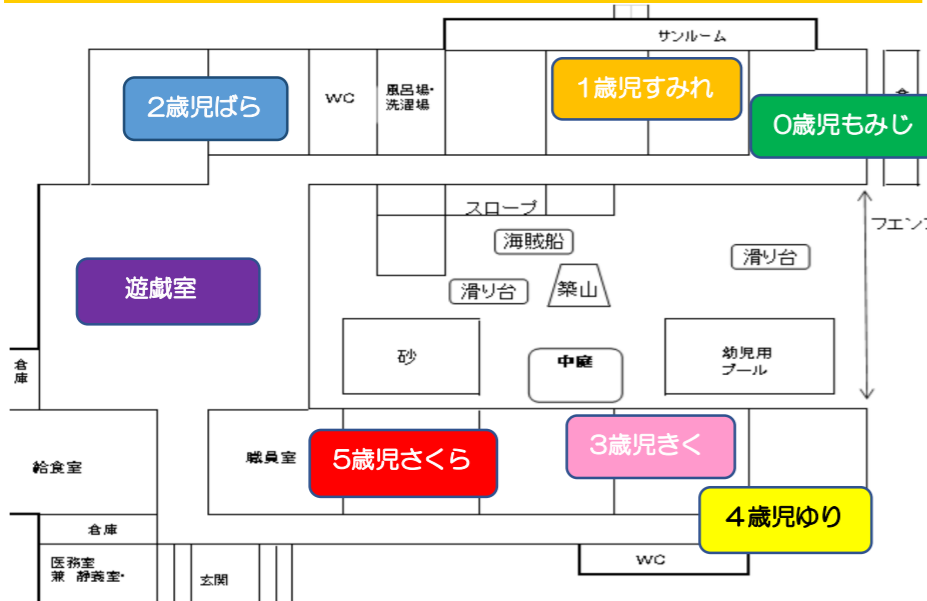 サンルーム
2歳児ばら
WC
風呂場・
洗濯場
1歳児すみれ
0歳児もみじ
スロープ
海賊船
滑り台
フエン
滑り台
築山
遊戯室
砂
中庭
幼児用
プール
倉
庫
職員室
5歳児さくら
3歳児きく
給食室
4歳児ゆり
倉庫
医務室
兼 静養室・
玄関
WC